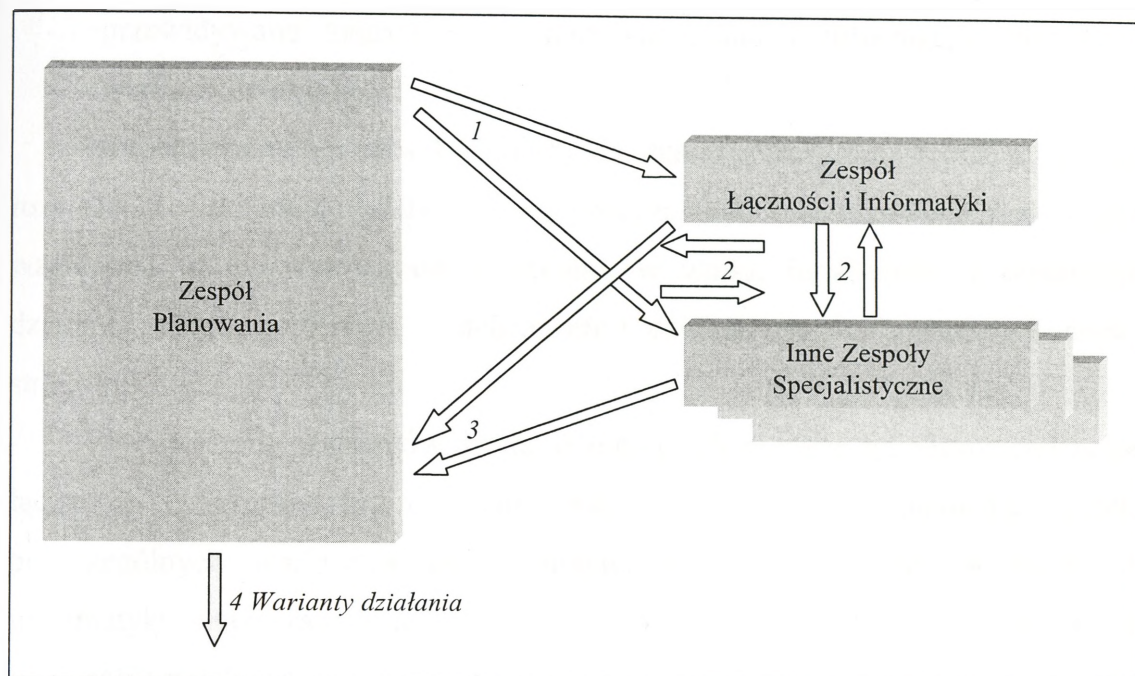 1
Zespół
Łączności i Informatyki
Zespół
Planowania
2
2
Inne Zespoły
Specjalistyczne
3
4 Warianty działania